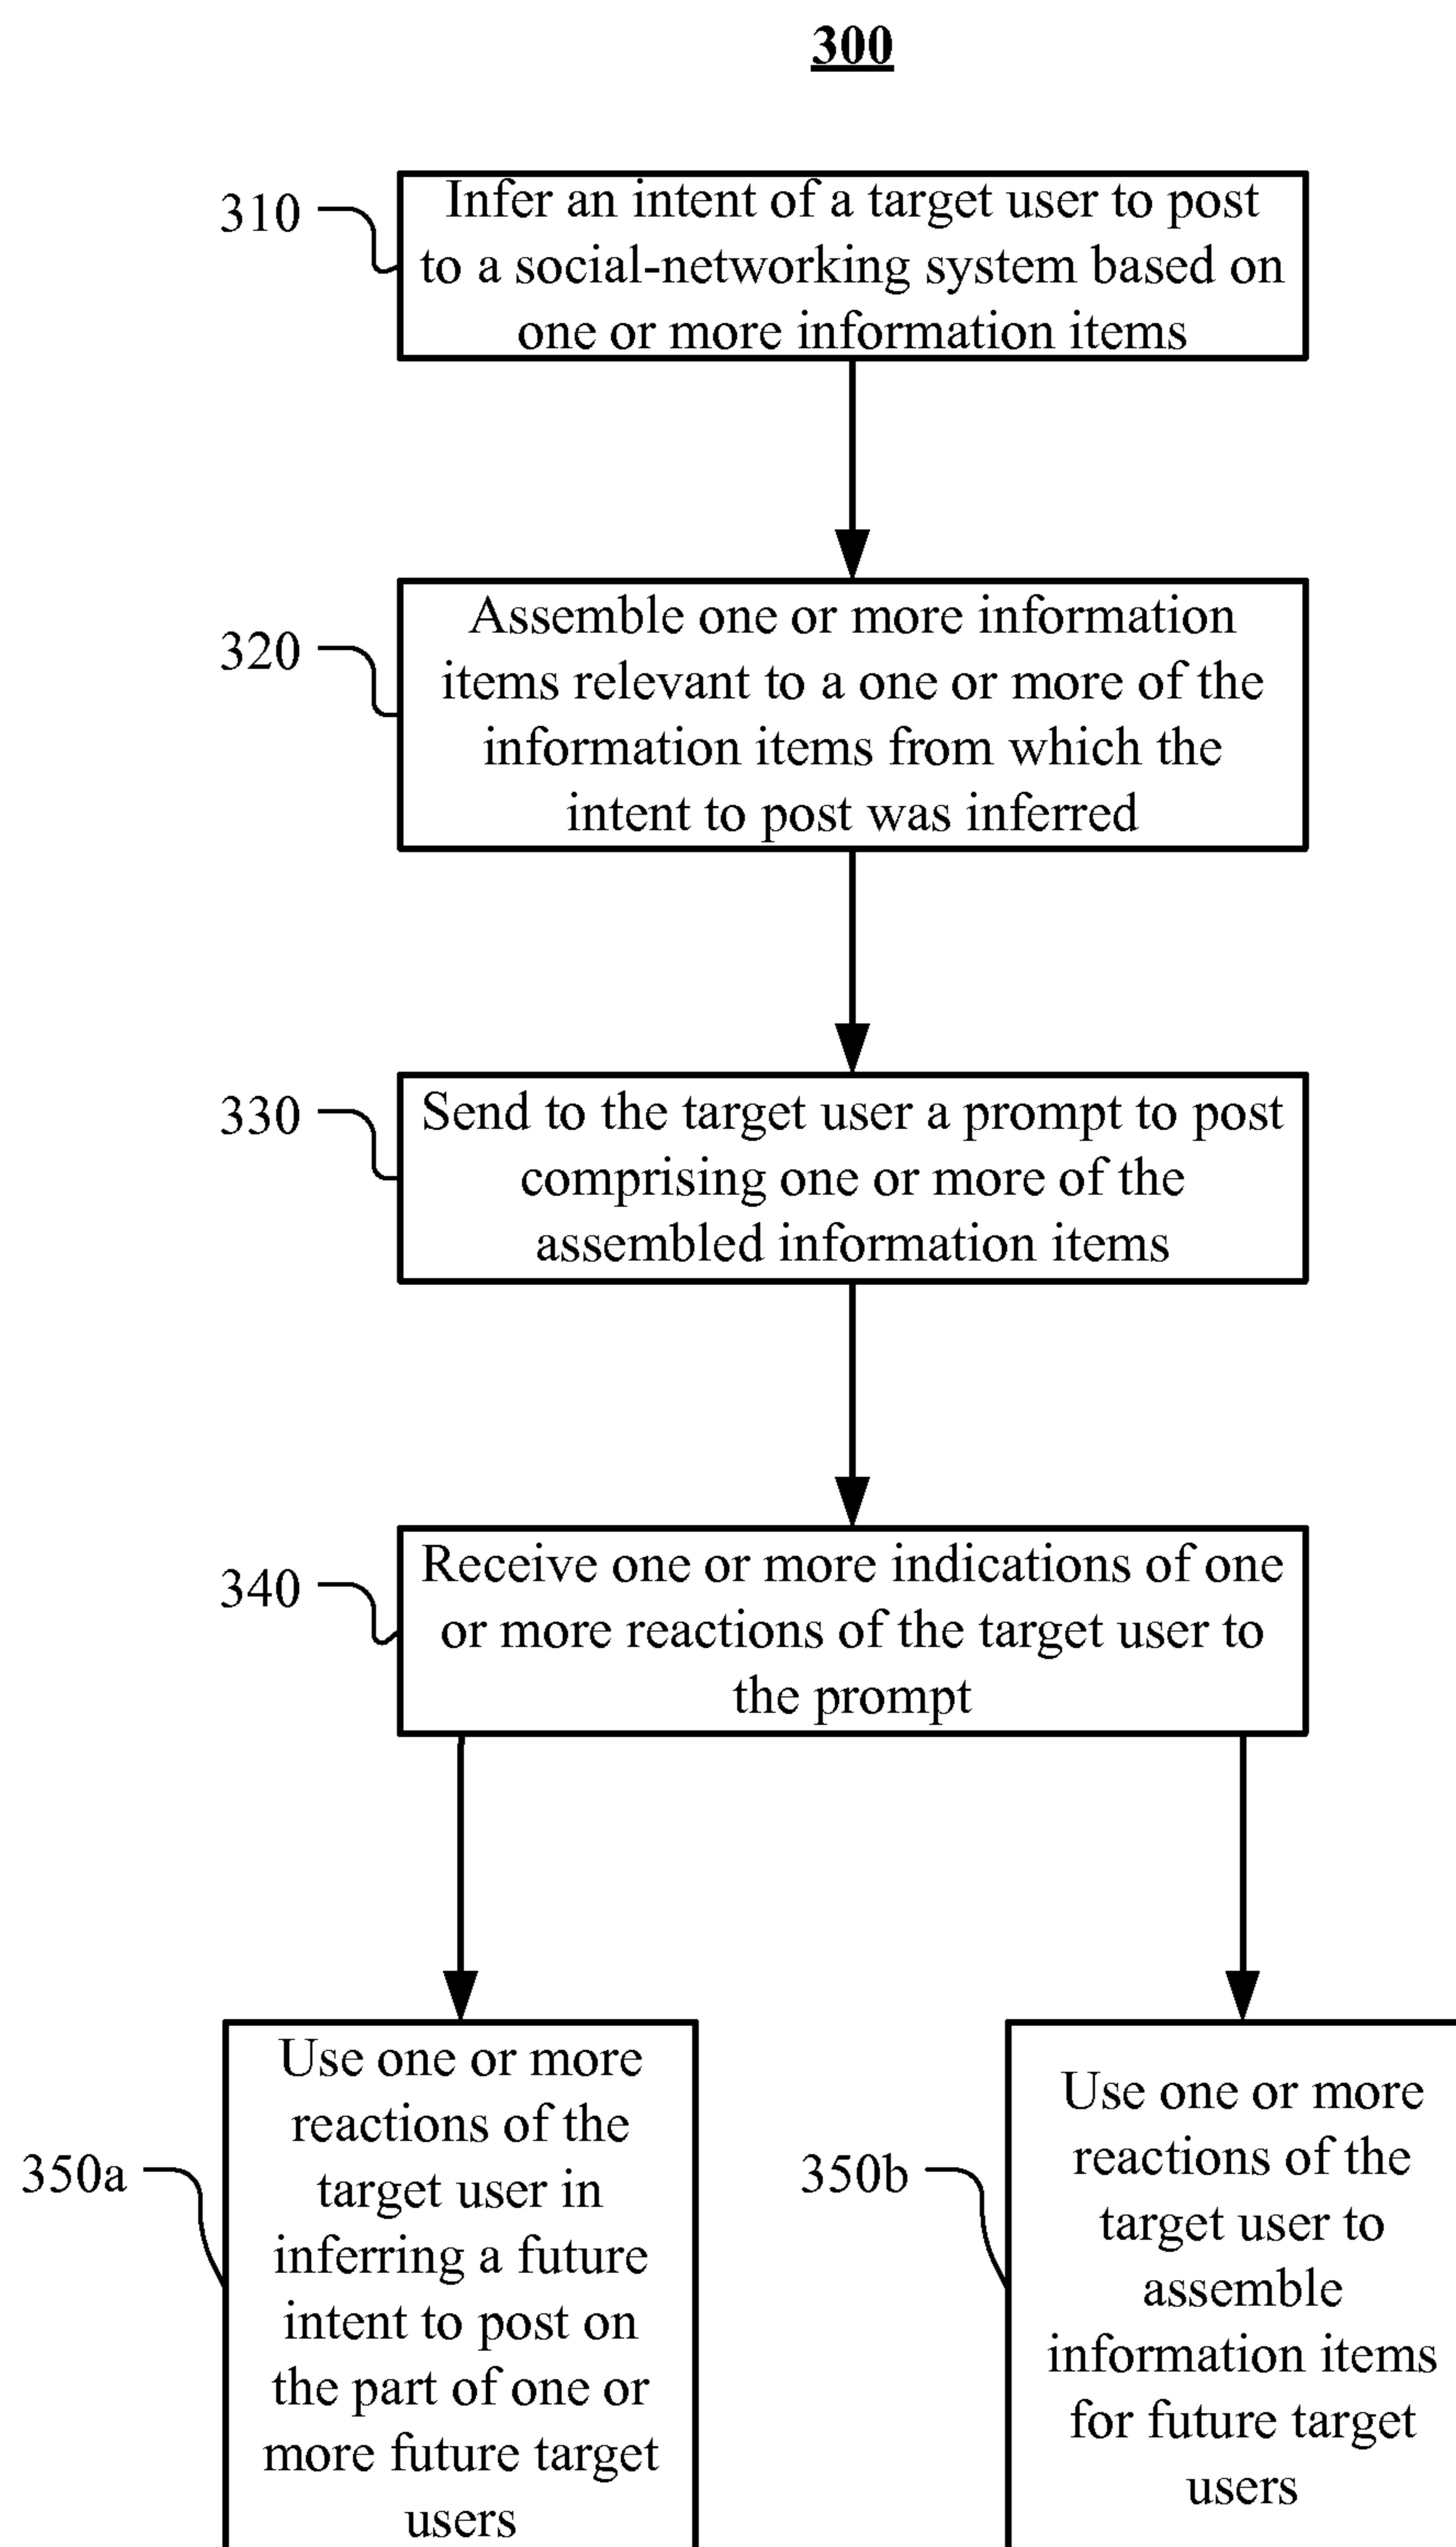 300
310
Infer an intent of a target user to post
to a social-networking system based on
one or more information items
320
Assemble one or more information
items relevant to a one or more of the
information items from which the
intent to post was inferred
330
Send to the target user a prompt to post
comprising one or more of the
assembled information items
340
Receive one or more indications of one
or more reactions of the target user to
the prompt
350a
Use one or more
reactions of the
target user in
inferring a future
intent to post on
the part of one or
more future target
users
350b
Use one or more
reactions of the
target user to
assemble
information items
for future target
users